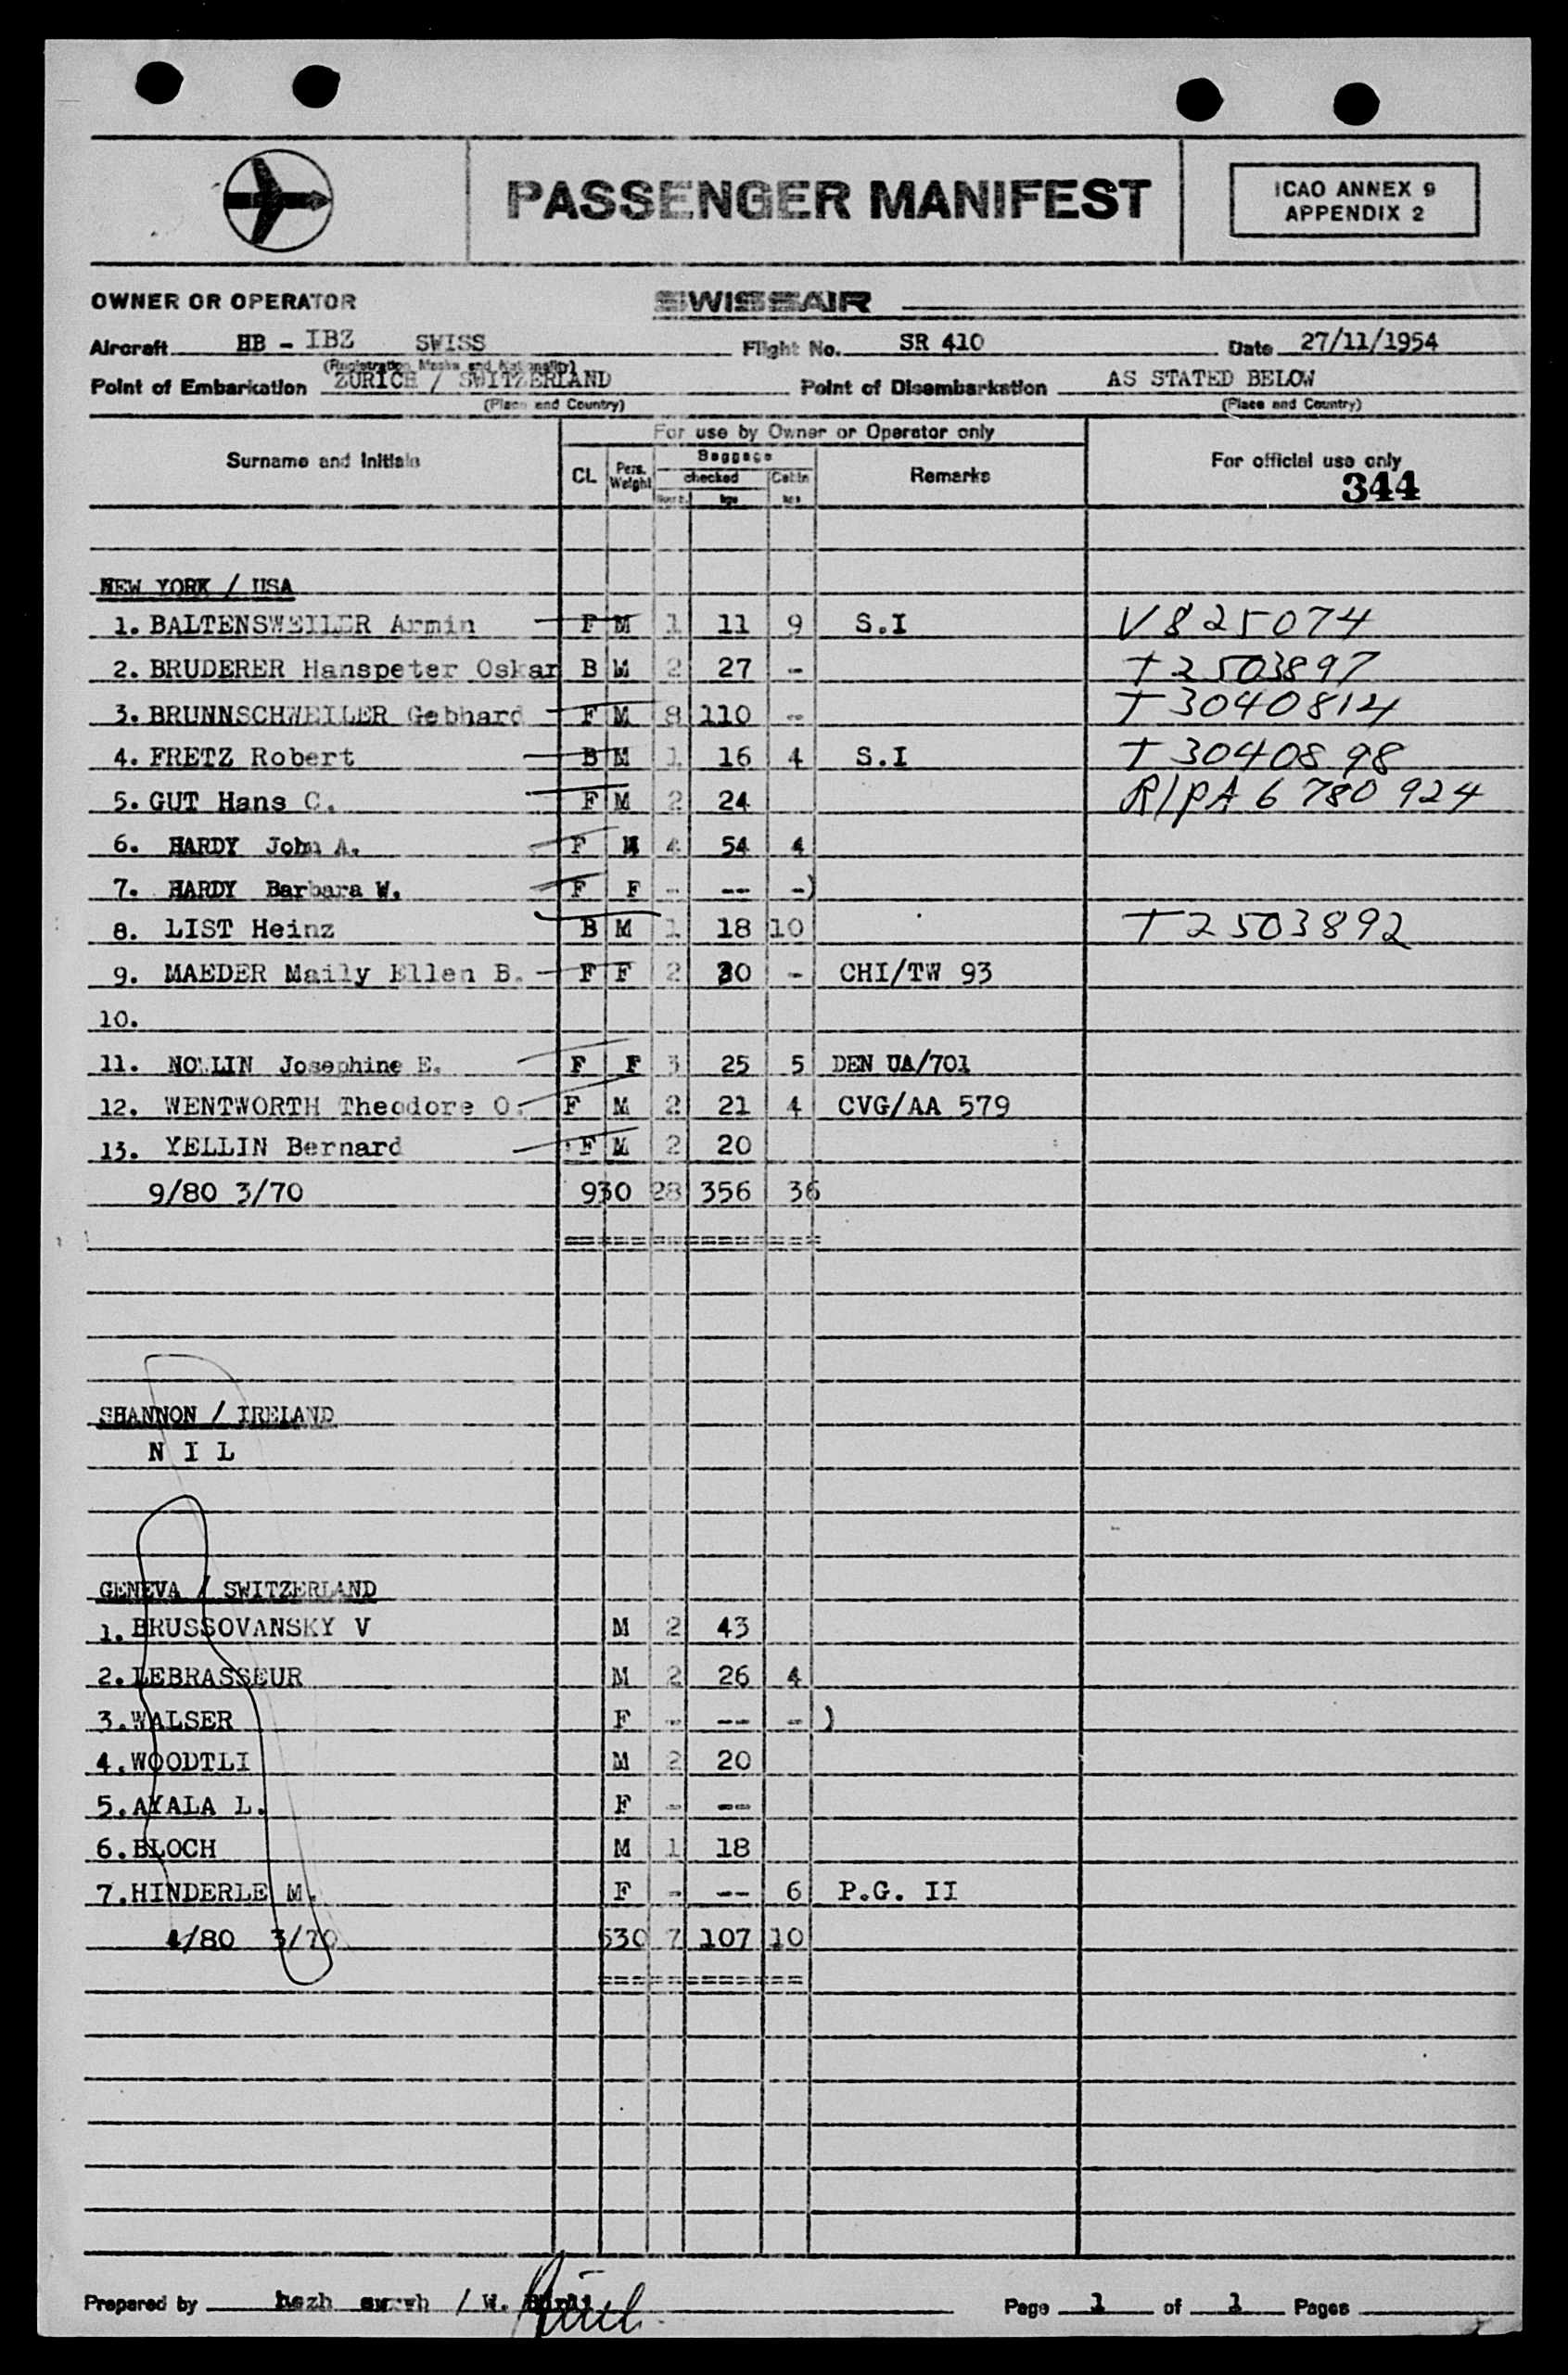 PASSENGER MANIFEST
ICAO ANNEX 9
APPENDIX 2
OWNER OR OPERATOR SWISSAIR
Aircraft HB - IBZ SWISS Flight No. SR 410 Date 27/11/1954
(Registration Marks and Nationality)
Point of Embarkation ZURICH / SWITZERLAND Point of Disembarkation AS STATED BELOW
(Place and Country) (Place and Country)
For use by Owner or Operator only
Surname and Initials CL Pers. Weight Baggage checked kgs Cabin kgs Remarks For official use only
344
NEW YORK / USA
1. BALTENSWEILER Armin F M 1 11 9 S.I V825074
2. BRUDERER Hanspeter Oskar B M 2 27 - T2503897
3. BRUNNSCHWEILER Gebhard F M 8 110 - T3040814
4. FRETZ Robert B M 1 16 4 S.I T3040898
5. GUT Hans C. F M 2 24 R/PA 6 780 924
6. HARDY John A. F M 4 54 4
7. HARDY Barbara W. F F - -- -)
8. LIST Heinz B M 1 18 10 T2503892
9. MAEDER Maily Ellen B. F F 2 30 - CHI/TW 93
10.
11. Josephine E. F F 3 25 5 DEN UA/701
12. WENTWORTH Theodore O. F M 2 21 4 CVG/AA 579
13. YELLIN Bernard F M 2 20
9/80 3/70 930 28 356 36
=============
SHANNON / IRELAND
N I L
GENEVA / SWITZERLAND
1. BRUSSOVANSKY V M 2 43
2. LEBRASSEUR M 2 26 4
3. WALSER F - -- - )
4. WOODTLI M 2 20
5. AYALA L. F - --
6. BLOCH M 1 18
7. HINDERLE M. F - -- 6 P.G. II
4/80 3/70 530 7 107 10
===========
Prepared by hszh / W.
Page 1 of 1 Pages